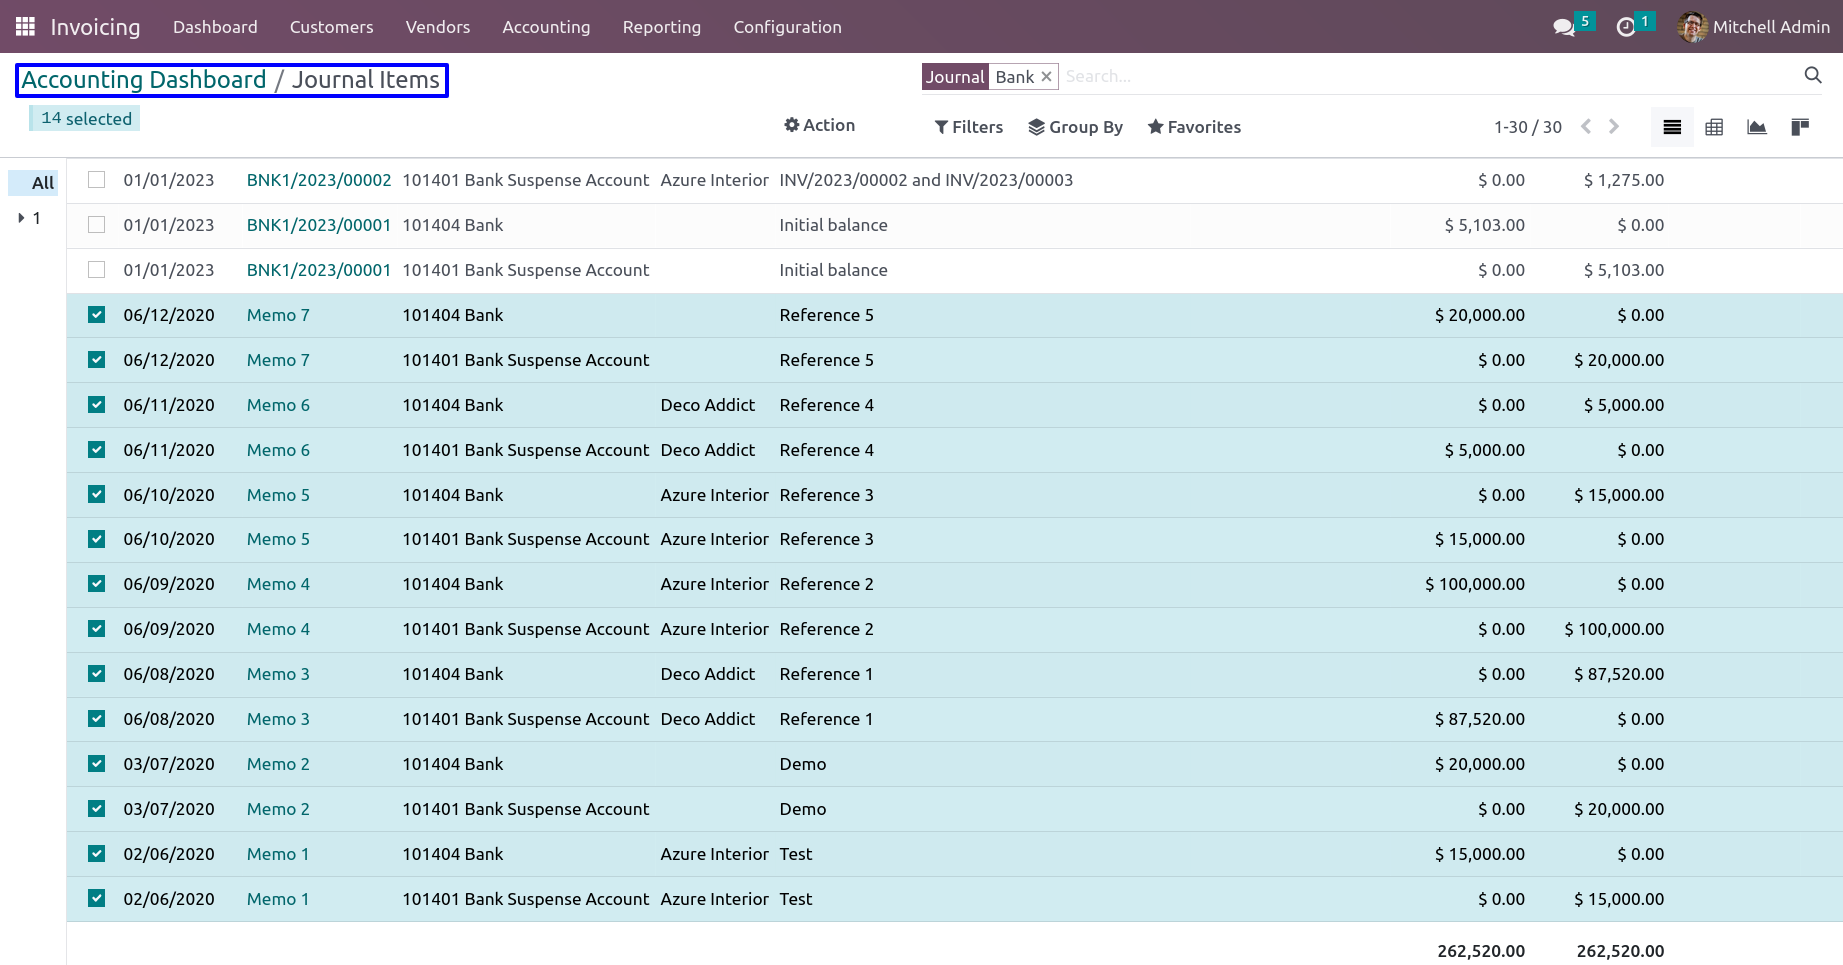 Invoicing Dashboard Customers Vendors Accounting Reporting Configuration 5 1 Mitchell Admin
Accounting Dashboard / Journal Items Journal Bank Search...
14 selected Action Filters Group By Favorites 1-30 / 30
All 01/01/2023 BNK1/2023/00002 101401 Bank Suspense Account Azure Interior INV/2023/00002 and INV/2023/00003 $ 0.00 $ 1,275.00
1 01/01/2023 BNK1/2023/00001 101404 Bank Initial balance $ 5,103.00 $ 0.00
01/01/2023 BNK1/2023/00001 101401 Bank Suspense Account Initial balance $ 0.00 $ 5,103.00
06/12/2020 Memo 7 101404 Bank Reference 5 $ 20,000.00 $ 0.00
06/12/2020 Memo 7 101401 Bank Suspense Account Reference 5 $ 0.00 $ 20,000.00
06/11/2020 Memo 6 101404 Bank Deco Addict Reference 4 $ 0.00 $ 5,000.00
06/11/2020 Memo 6 101401 Bank Suspense Account Deco Addict Reference 4 $ 5,000.00 $ 0.00
06/10/2020 Memo 5 101404 Bank Azure Interior Reference 3 $ 0.00 $ 15,000.00
06/10/2020 Memo 5 101401 Bank Suspense Account Azure Interior Reference 3 $ 15,000.00 $ 0.00
06/09/2020 Memo 4 101404 Bank Azure Interior Reference 2 $ 100,000.00 $ 0.00
06/09/2020 Memo 4 101401 Bank Suspense Account Azure Interior Reference 2 $ 0.00 $ 100,000.00
06/08/2020 Memo 3 101404 Bank Deco Addict Reference 1 $ 0.00 $ 87,520.00
06/08/2020 Memo 3 101401 Bank Suspense Account Deco Addict Reference 1 $ 87,520.00 $ 0.00
03/07/2020 Memo 2 101404 Bank Demo $ 20,000.00 $ 0.00
03/07/2020 Memo 2 101401 Bank Suspense Account Demo $ 0.00 $ 20,000.00
02/06/2020 Memo 1 101404 Bank Azure Interior Test $ 15,000.00 $ 0.00
02/06/2020 Memo 1 101401 Bank Suspense Account Azure Interior Test $ 0.00 $ 15,000.00
262,520.00 262,520.00